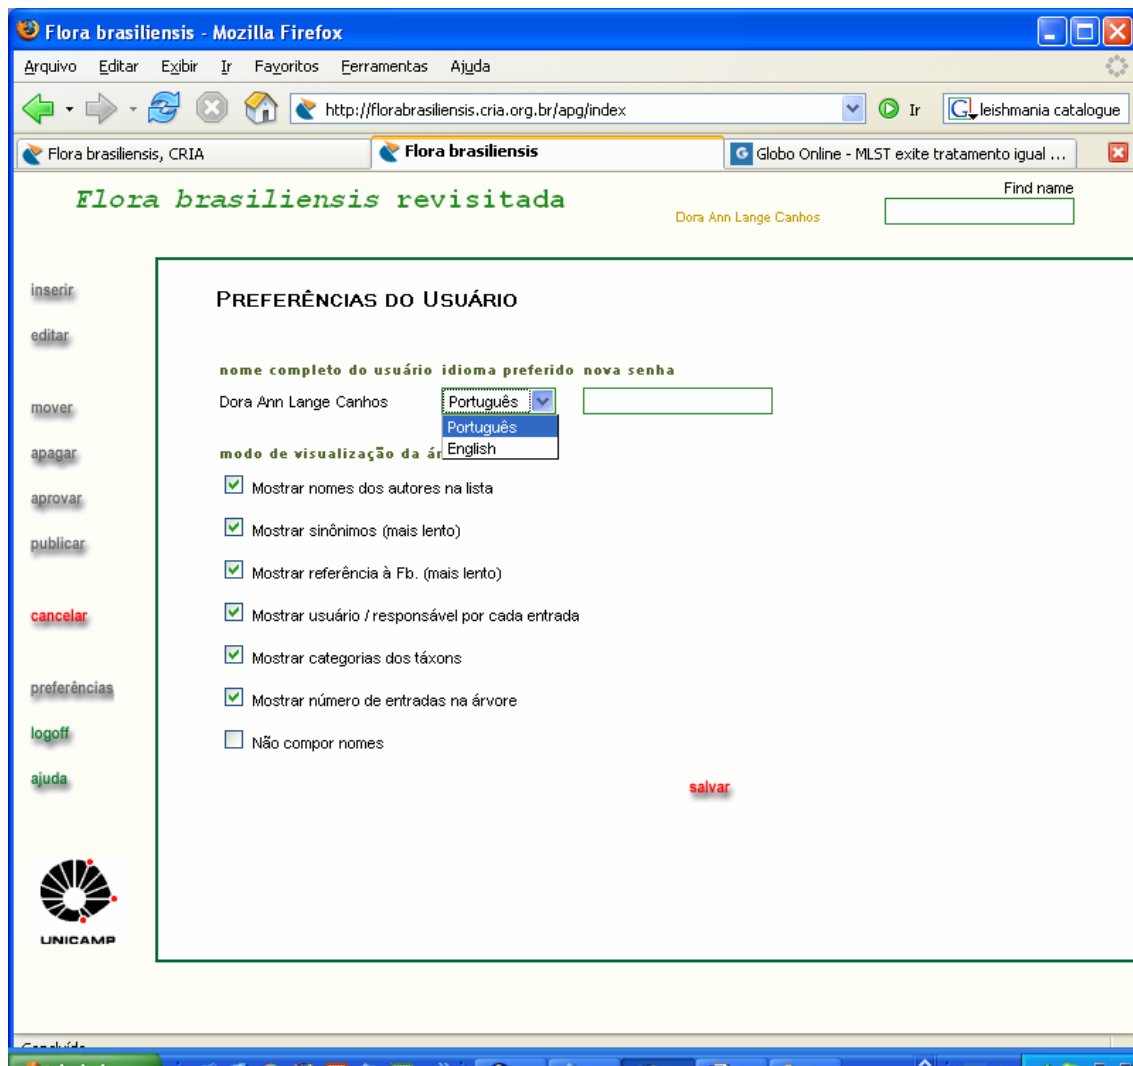 Flora brasiliensis - Mozilla Firefox
Arquivo Editar Exibir Ir Favoritos Ferramentas Ajuda
http://florabrasiliensis.cria.org.br/apg/index Ir leishmania catalogue
Flora brasiliensis, CRIA Flora brasiliensis Globo Online - MLST exite tratamento igual ...
Find name
Flora brasiliensis revisitada
Dora Ann Lange Canhos
inserir
PREFERÊNCIAS DO USUÁRIO
editar
nome completo do usuário idioma preferido nova senha
Dora Ann Lange Canhos Português
mover
Português
English
apagar
modo de visualização da ár
Mostrar nomes dos autores na lista
aprovar
Mostrar sinônimos (mais lento)
publicar
Mostrar referência à Fb. (mais lento)
cancelar
Mostrar usuário / responsável por cada entrada
Mostrar categorias dos táxons
preferências
Mostrar número de entradas na árvore
logoff
Não compor nomes
ajuda
salvar
UNICAMP